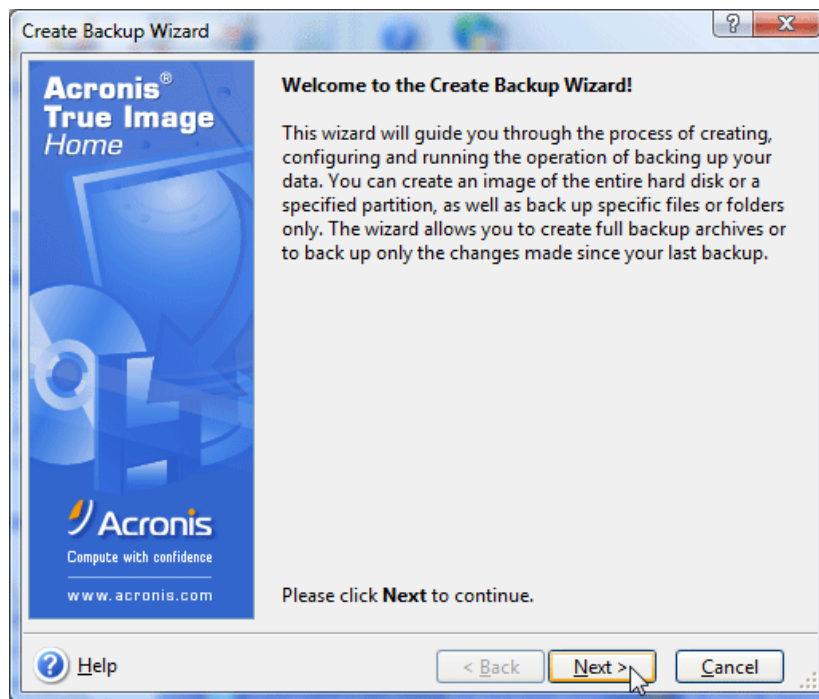 Create Backup Wizard
Acronis®
True Image
Home
Welcome to the Create Backup Wizard!
This wizard will guide you through the process of creating,
configuring and running the operation of backing up your
data. You can create an image of the entire hard disk or a
specified partition, as well as back up specific files or folders
only. The wizard allows you to create full backup archives or
to back up only the changes made since your last backup.
Acronis
Compute with confidence
www.acronis.com
Please click Next to continue.
Help
< Back
Next >
Cancel